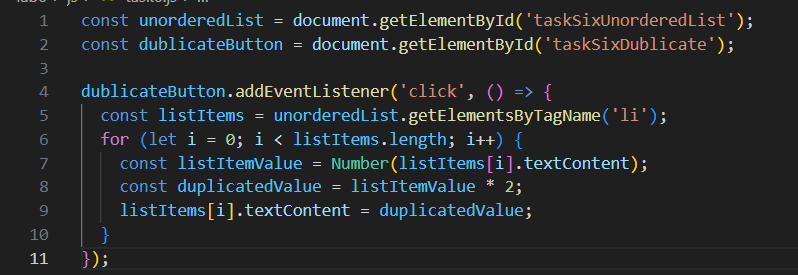 1 const unorderedList = document.getElementById('taskSixUnorderedList');
2 const dublicateButton = document.getElementById('taskSixDublicate');
3
4 dublicateButton.addEventListener('click', () => {
5   const listItems = unorderedList.getElementsByTagName('li');
6   for (let i = 0; i < listItems.length; i++) {
7     const listItemValue = Number(listItems[i].textContent);
8     const duplicatedValue = listItemValue * 2;
9     listItems[i].textContent = duplicatedValue;
10   }
11 });